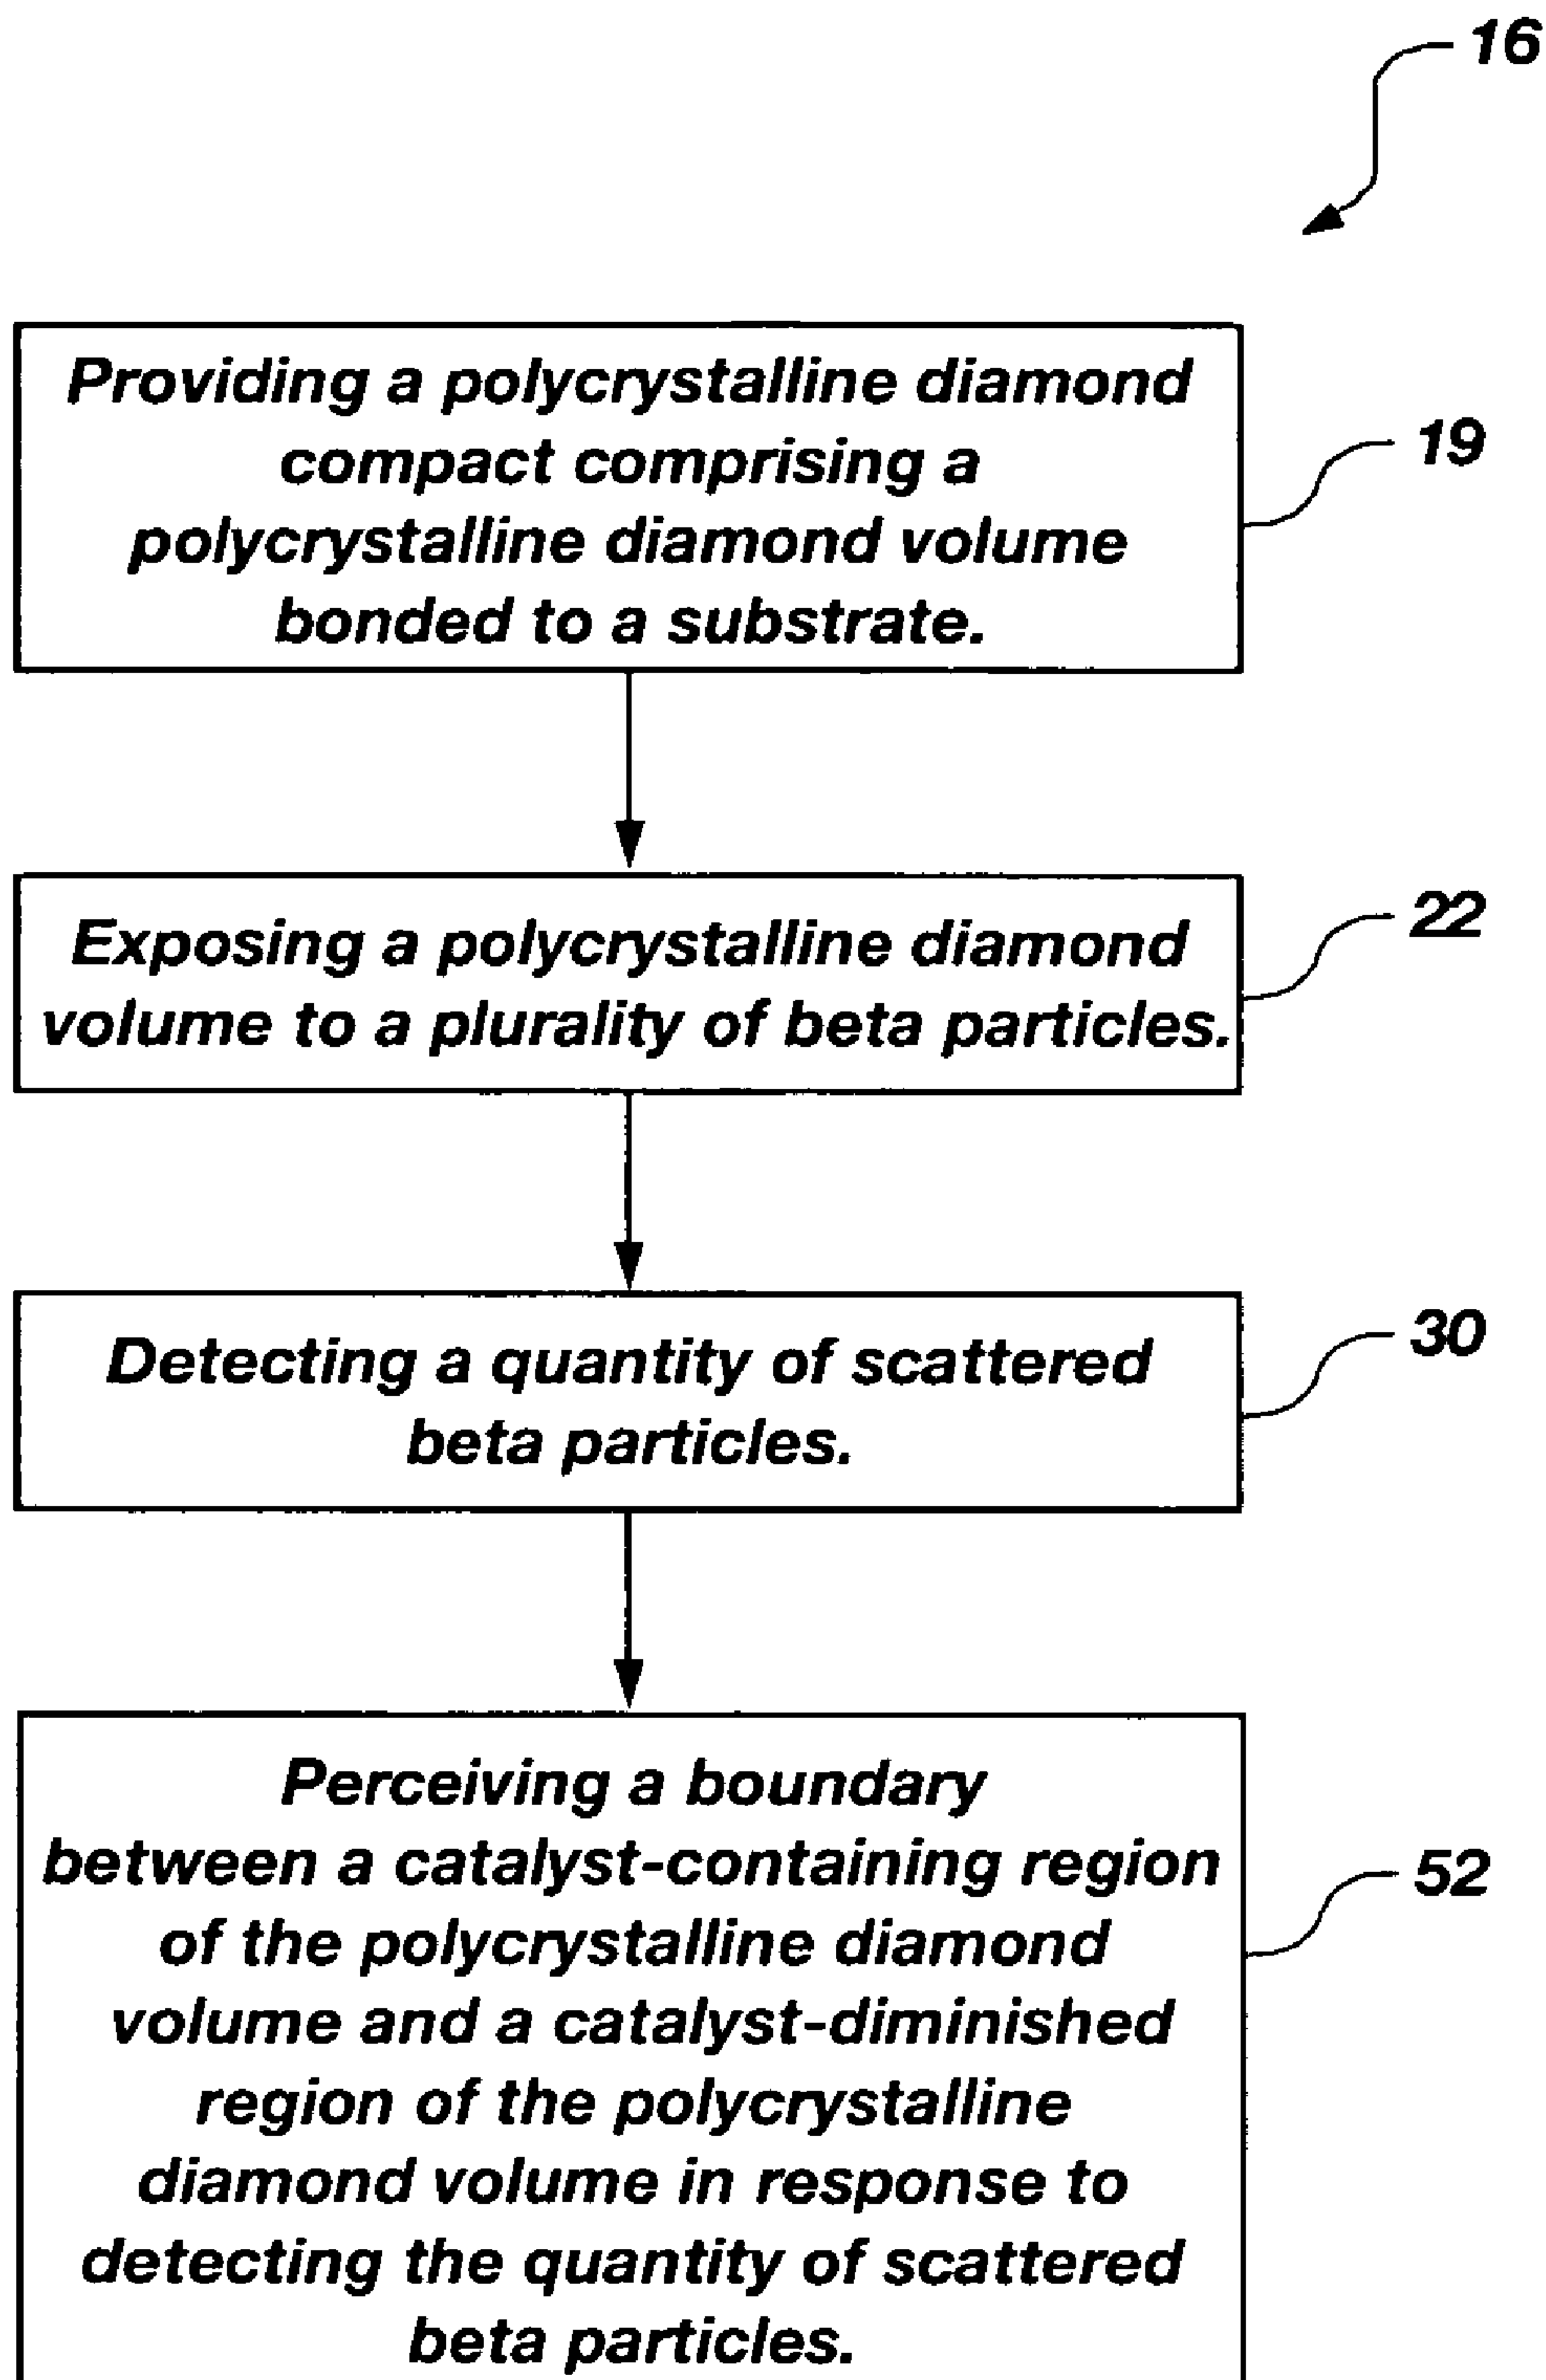 16
Providing a polycrystalline diamond
compact comprising a
polycrystalline diamond volume
bonded to a substrate.
19
Exposing a polycrystalline diamond
volume to a plurality of beta particles.
22
Detecting a quantity of scattered
beta particles.
30
Perceiving a boundary
between a catalyst-containing region
of the polycrystalline diamond
volume and a catalyst-diminished
region of the polycrystalline
diamond volume in response to
detecting the quantity of scattered
beta particles.
52